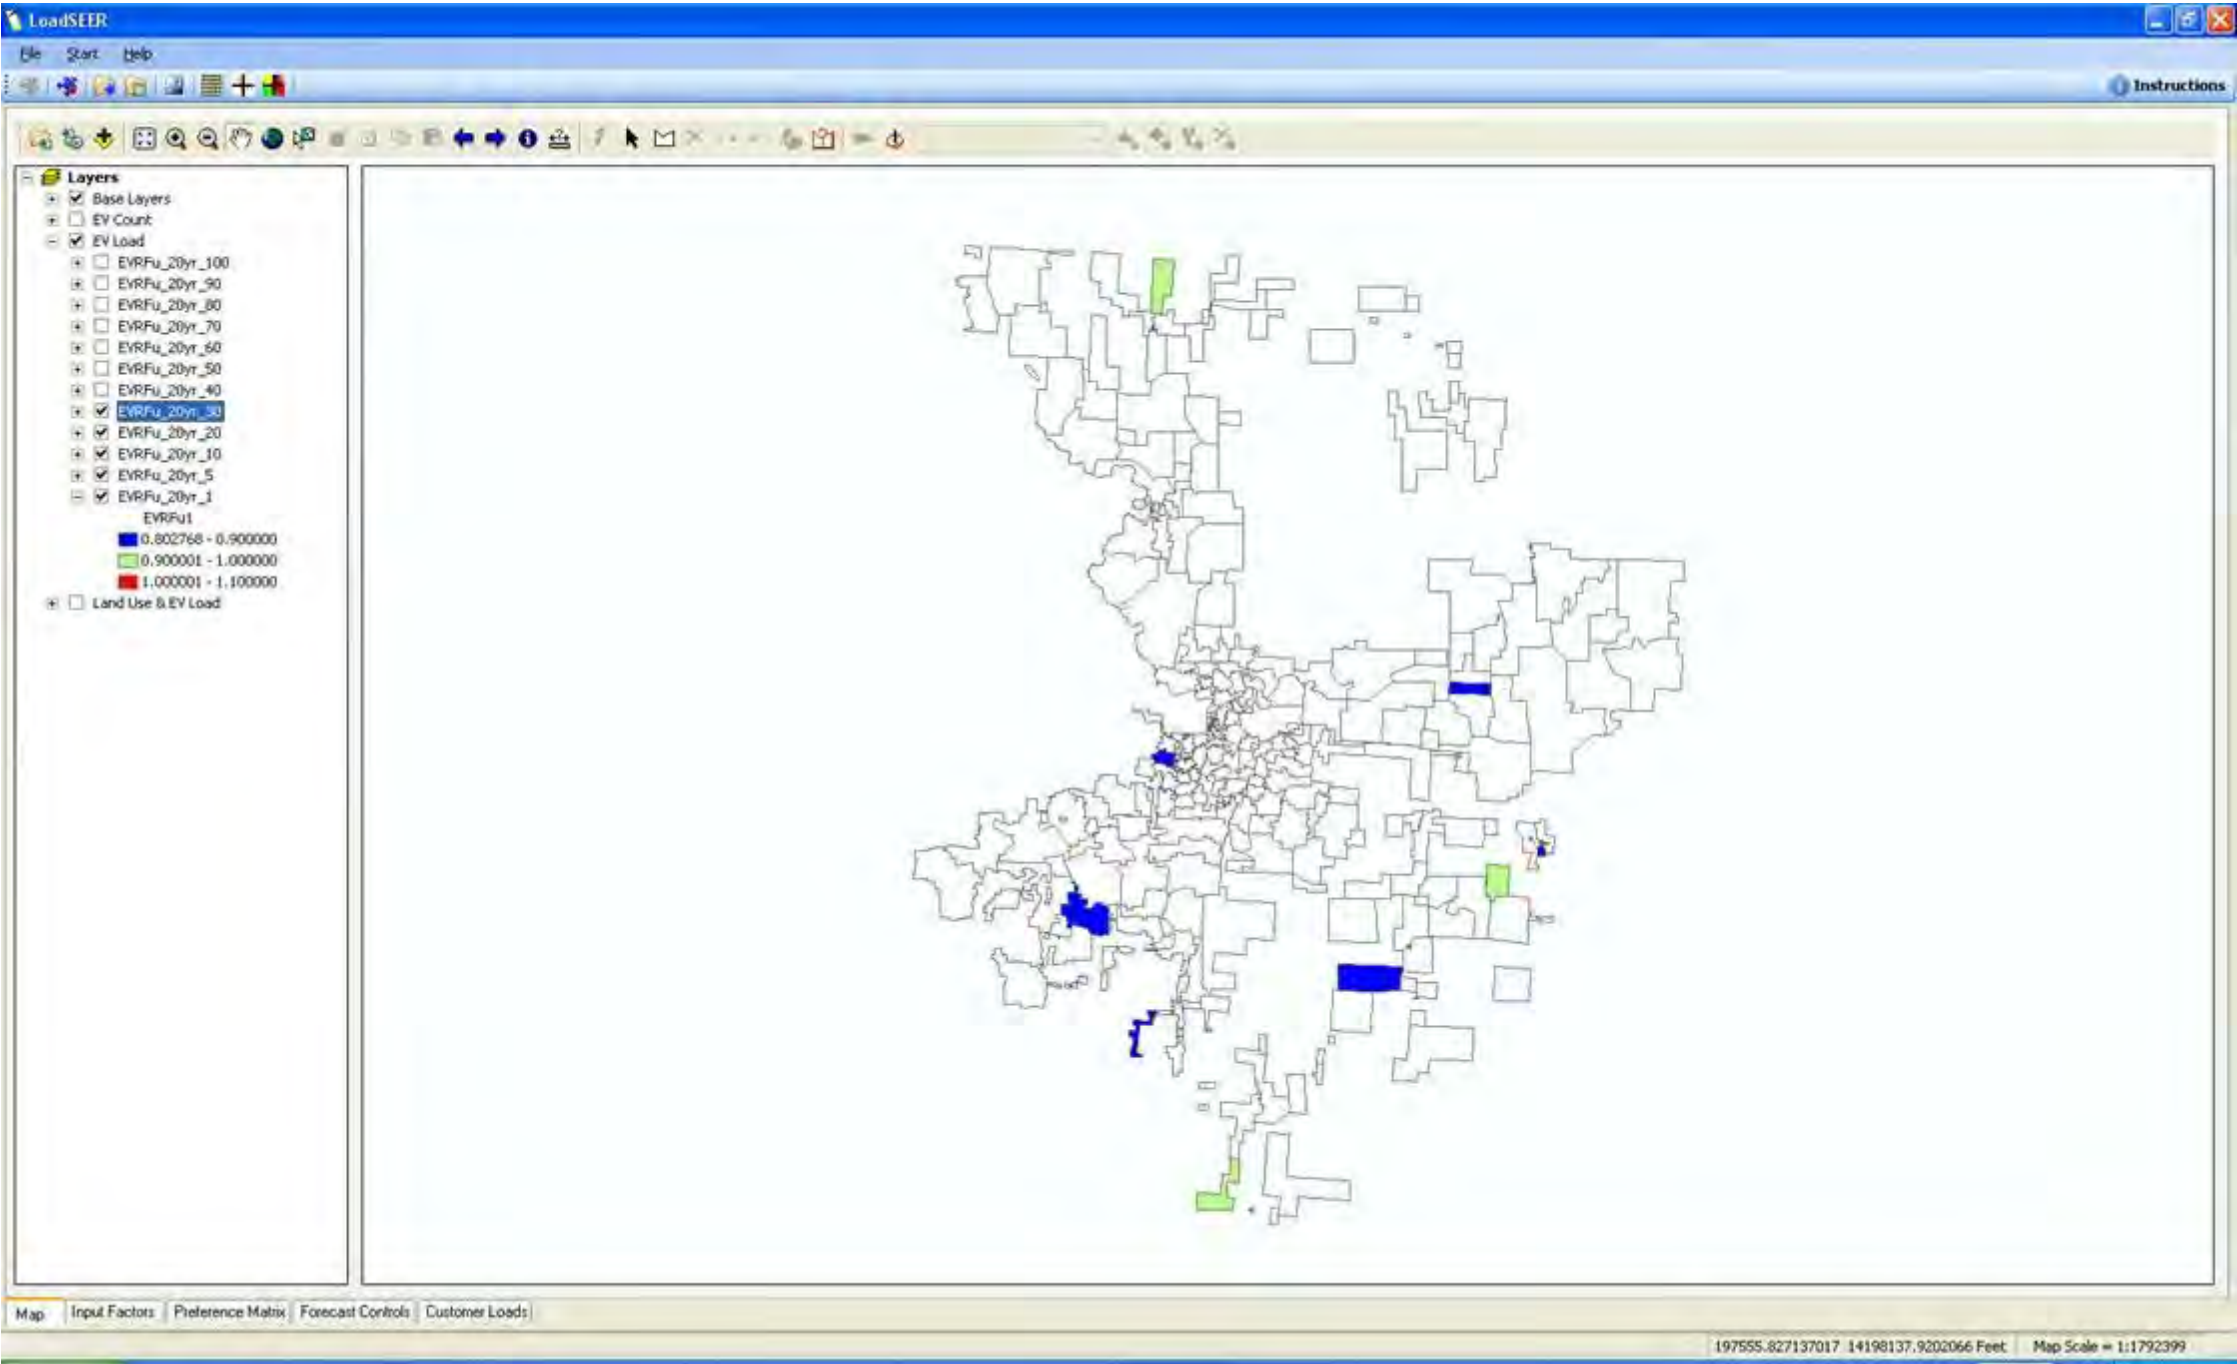 LoadSEER
File Start Help
Instructions
Layers
Base Layers
EV Count
EV Load
EVRFu_20yr_100
EVRFu_20yr_90
EVRFu_20yr_80
EVRFu_20yr_70
EVRFu_20yr_60
EVRFu_20yr_50
EVRFu_20yr_40
EVRFu_20yr_30
EVRFu_20yr_20
EVRFu_20yr_10
EVRFu_20yr_5
EVRFu_20yr_1
EVRFu1
0.802768 - 0.900000
0.900001 - 1.000000
1.000001 - 1.100000
Land Use & EV Load
Map Input Factors Preference Matrix Forecast Controls Customer Loads
197555.827137017 14198137.9202066 Feet Map Scale = 1:1792399